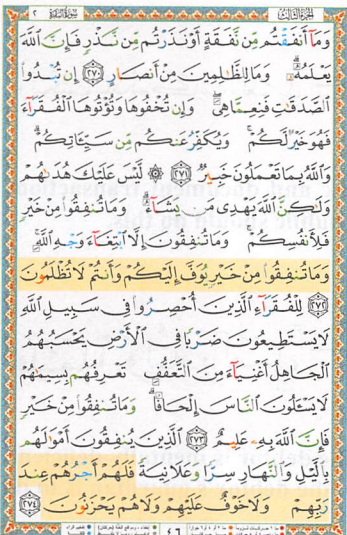 الجزء الثالث سورة البقرة ٢
وَمَآ أَنفَقْتُم مِّن نَّفَقَةٍ أَوْ نَذَرْتُم مِّن نَّذْرٍ فَإِنَّ ٱللَّهَ
يَعْلَمُهُۥ ۗ وَمَا لِلظَّٰلِمِينَ مِنْ أَنصَارٍ ٢٧٠ إِن تُبْدُوا۟
ٱلصَّدَقَٰتِ فَنِعِمَّا هِىَ ۖ وَإِن تُخْفُوهَا وَتُؤْتُوهَا ٱلْفُقَرَآءَ
فَهُوَ خَيْرٌ لَّكُمْ ۚ وَيُكَفِّرُ عَنكُم مِّن سَيِّـَٔاتِكُمْ ۗ
وَٱللَّهُ بِمَا تَعْمَلُونَ خَبِيرٌ ٢٧١ ۞ لَّيْسَ عَلَيْكَ هُدَىٰهُمْ
وَلَٰكِنَّ ٱللَّهَ يَهْدِى مَن يَشَآءُ ۗ وَمَا تُنفِقُوا۟ مِنْ خَيْرٍ
فَلِأَنفُسِكُمْ ۚ وَمَا تُنفِقُونَ إِلَّا ٱبْتِغَآءَ وَجْهِ ٱللَّهِ ۚ
وَمَا تُنفِقُوا۟ مِنْ خَيْرٍ يُوَفَّ إِلَيْكُمْ وَأَنتُمْ لَا تُظْلَمُونَ
٢٧٢ لِلْفُقَرَآءِ ٱلَّذِينَ أُحْصِرُوا۟ فِى سَبِيلِ ٱللَّهِ
لَا يَسْتَطِيعُونَ ضَرْبًا فِى ٱلْأَرْضِ يَحْسَبُهُمُ
ٱلْجَاهِلُ أَغْنِيَآءَ مِنَ ٱلتَّعَفُّفِ تَعْرِفُهُم بِسِيمَٰهُمْ
لَا يَسْـَٔلُونَ ٱلنَّاسَ إِلْحَافًا ۗ وَمَا تُنفِقُوا۟ مِنْ خَيْرٍ
فَإِنَّ ٱللَّهَ بِهِۦ عَلِيمٌ ٢٧٣ ٱلَّذِينَ يُنفِقُونَ أَمْوَٰلَهُم
بِٱلَّيْلِ وَٱلنَّهَارِ سِرًّا وَعَلَانِيَةً فَلَهُمْ أَجْرُهُمْ عِندَ
رَبِّهِمْ وَلَا خَوْفٌ عَلَيْهِمْ وَلَا هُمْ يَحْزَنُونَ ٢٧٤
٤٦